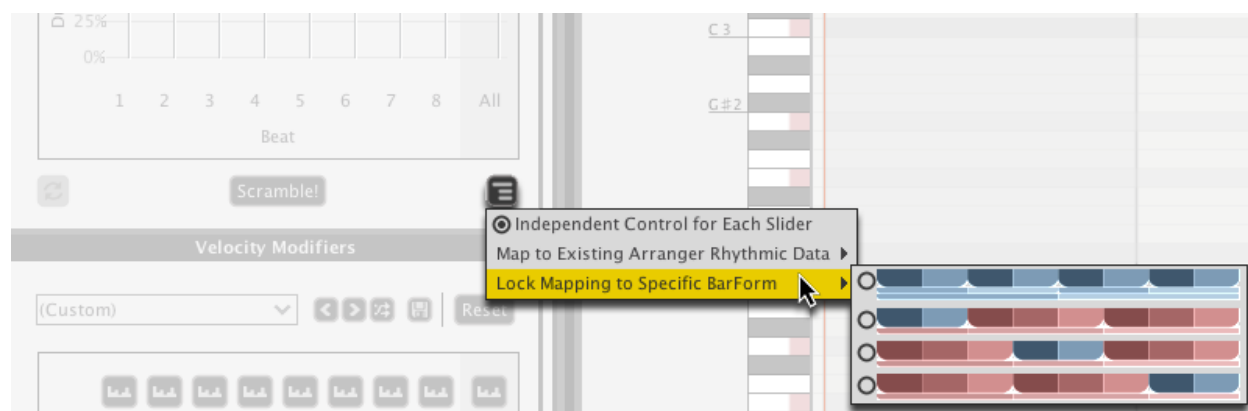 25%
0%
1 2 3 4 5 6 7 8 All
Beat
Scramble!
Velocity Modifiers
(Custom)
Reset
C 3
G#2
Independent Control for Each Slider
Map to Existing Arranger Rhythmic Data
Lock Mapping to Specific BarForm